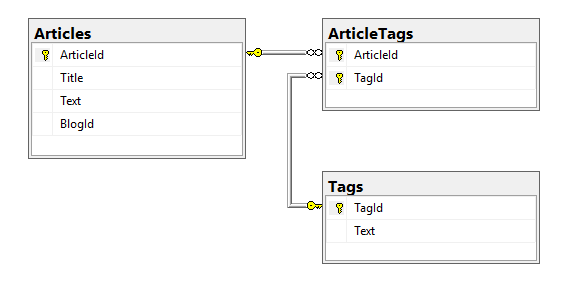 Articles
ArticleId
Title
Text
BlogId
ArticleTags
ArticleId
TagId
Tags
TagId
Text